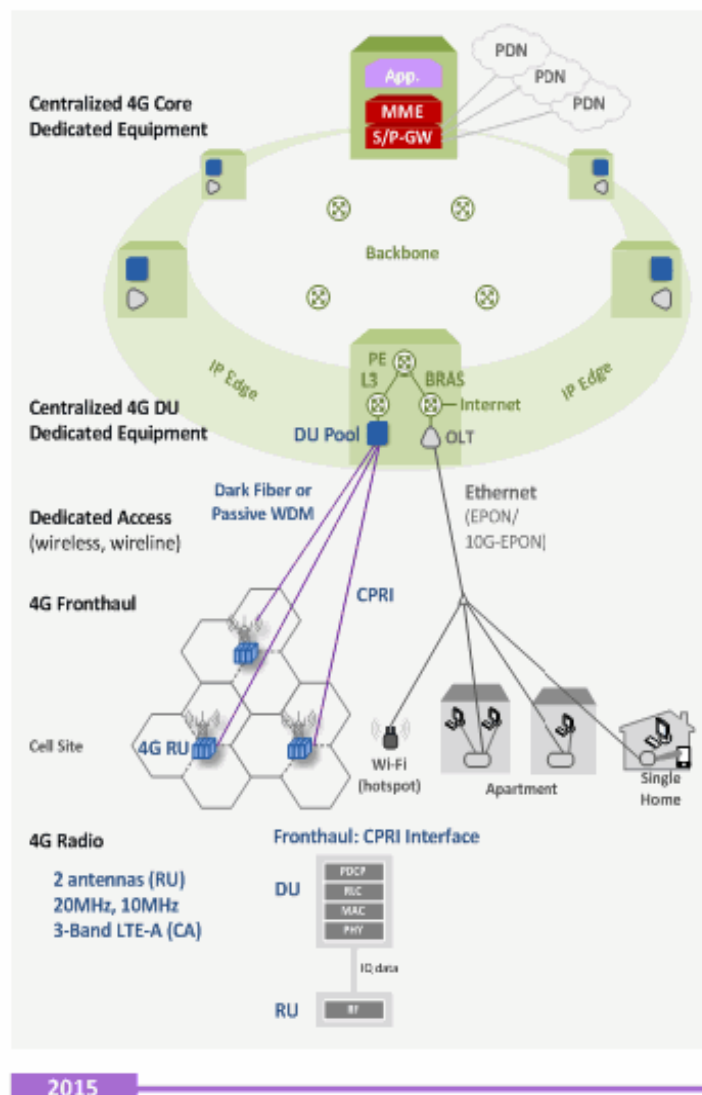 PDN
PDN
PDN
App.
MME
S/P-GW
Centralized 4G Core
Dedicated Equipment
Backbone
IP Edge
IP Edge
PE
L3
BRAS
Internet
Centralized 4G DU
Dedicated Equipment
DU Pool
OLT
Dark Fiber or
Passive WDM
Ethernet
(EPON/
10G-EPON)
Dedicated Access
(wireless, wireline)
CPRI
4G Fronthaul
Cell Site
4G RU
Wi-Fi
(hotspot)
Apartment
Single
Home
4G Radio
2 antennas (RU)
20MHz, 10MHz
3-Band LTE-A (CA)
Fronthaul: CPRI Interface
DU
PDCP
RLC
MAC
PHY
IQ data
RU
RF
2015